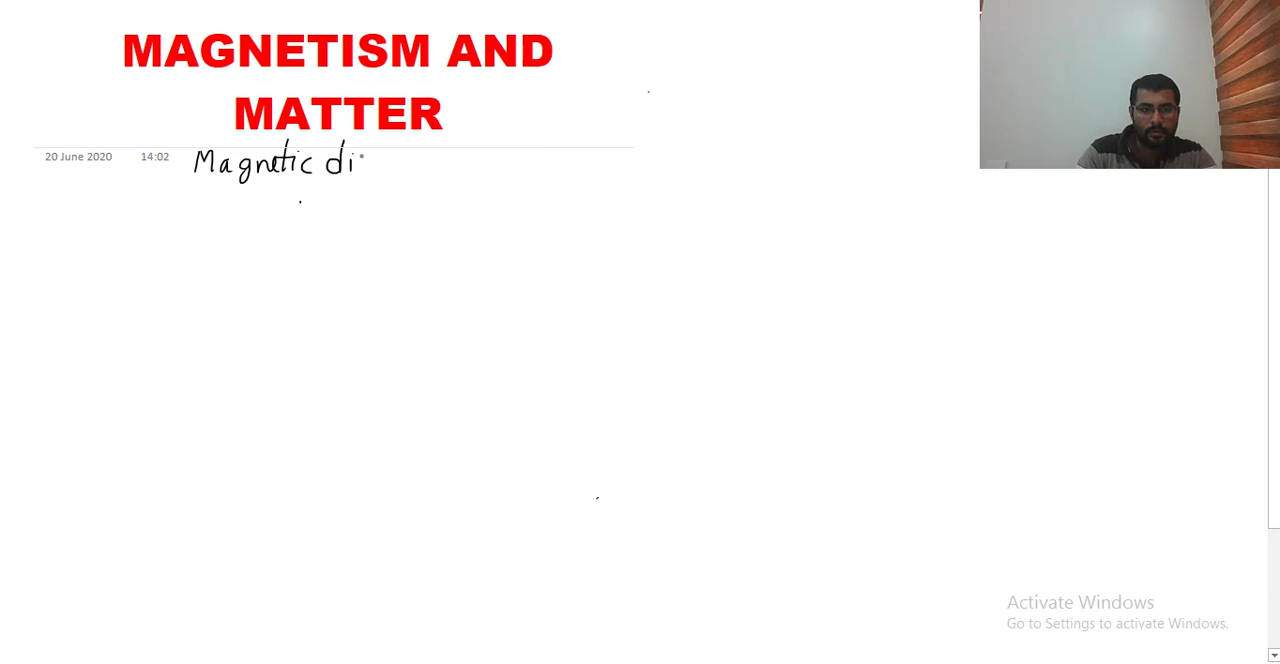 MAGNETISM AND
MATTER
20 June 2020 14:02 Magnetic di
Activate Windows
Go to Settings to activate Windows.